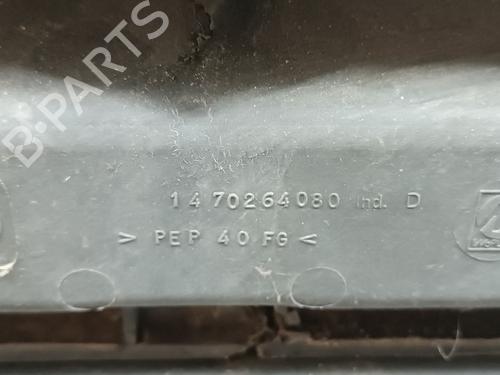 B-PARTS
1470264080 Ind. D
> PEP 40 FG <